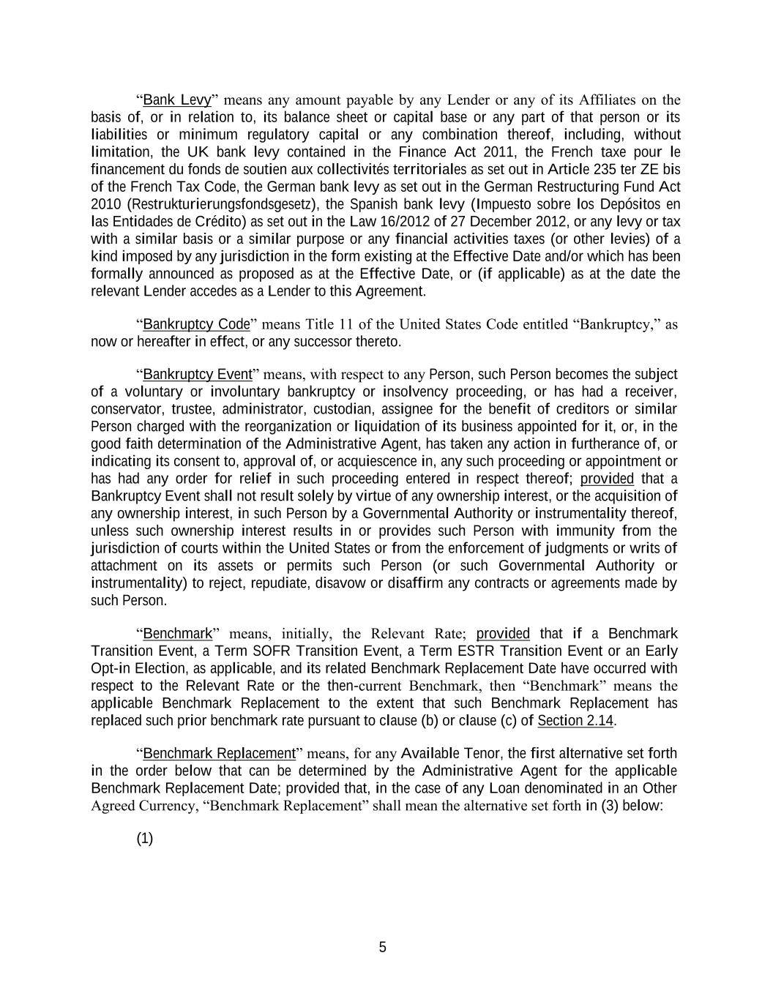 “Bank Levy” means any amount payable by any Lender or any of its Affiliates on the
basis of, or in relation to, its balance sheet or capital base or any part of that person or its
liabilities or minimum regulatory capital or any combination thereof, including, without
limitation, the UK bank levy contained in the Finance Act 2011, the French taxe pour le
financement du fonds de soutien aux collectivités territoriales as set out in Article 235 ter ZE bis
of the French Tax Code, the German bank levy as set out in the German Restructuring Fund Act
2010 (Restrukturierungsfondsgesetz), the Spanish bank levy (Impuesto sobre los Depósitos en
las Entidades de Crédito) as set out in the Law 16/2012 of 27 December 2012, or any levy or tax
with a similar basis or a similar purpose or any financial activities taxes (or other levies) of a
kind imposed by any jurisdiction in the form existing at the Effective Date and/or which has been
formally announced as proposed as at the Effective Date, or (if applicable) as at the date the
relevant Lender accedes as a Lender to this Agreement.
“Bankruptcy Code” means Title 11 of the United States Code entitled “Bankruptcy,” as
now or hereafter in effect, or any successor thereto.
“Bankruptcy Event” means, with respect to any Person, such Person becomes the subject
of a voluntary or involuntary bankruptcy or insolvency proceeding, or has had a receiver,
conservator, trustee, administrator, custodian, assignee for the benefit of creditors or similar
Person charged with the reorganization or liquidation of its business appointed for it, or, in the
good faith determination of the Administrative Agent, has taken any action in furtherance of, or
indicating its consent to, approval of, or acquiescence in, any such proceeding or appointment or
has had any order for relief in such proceeding entered in respect thereof; provided that a
Bankruptcy Event shall not result solely by virtue of any ownership interest, or the acquisition of
any ownership interest, in such Person by a Governmental Authority or instrumentality thereof,
unless such ownership interest results in or provides such Person with immunity from the
jurisdiction of courts within the United States or from the enforcement of judgments or writs of
attachment on its assets or permits such Person (or such Governmental Authority or
instrumentality) to reject, repudiate, disavow or disaffirm any contracts or agreements made by
such Person.
“Benchmark” means, initially, the Relevant Rate; provided that if a Benchmark
Transition Event, a Term SOFR Transition Event, a Term ESTR Transition Event or an Early
Opt-in Election, as applicable, and its related Benchmark Replacement Date have occurred with
respect to the Relevant Rate or the then-current Benchmark, then “Benchmark” means the
applicable Benchmark Replacement to the extent that such Benchmark Replacement has
replaced such prior benchmark rate pursuant to clause (b) or clause (c) of Section 2.14.
“Benchmark Replacement” means, for any Available Tenor, the first alternative set forth
in the order below that can be determined by the Administrative Agent for the applicable
Benchmark Replacement Date; provided that, in the case of any Loan denominated in an Other
Agreed Currency, “Benchmark Replacement” shall mean the alternative set forth in (3) below:
(1)
5